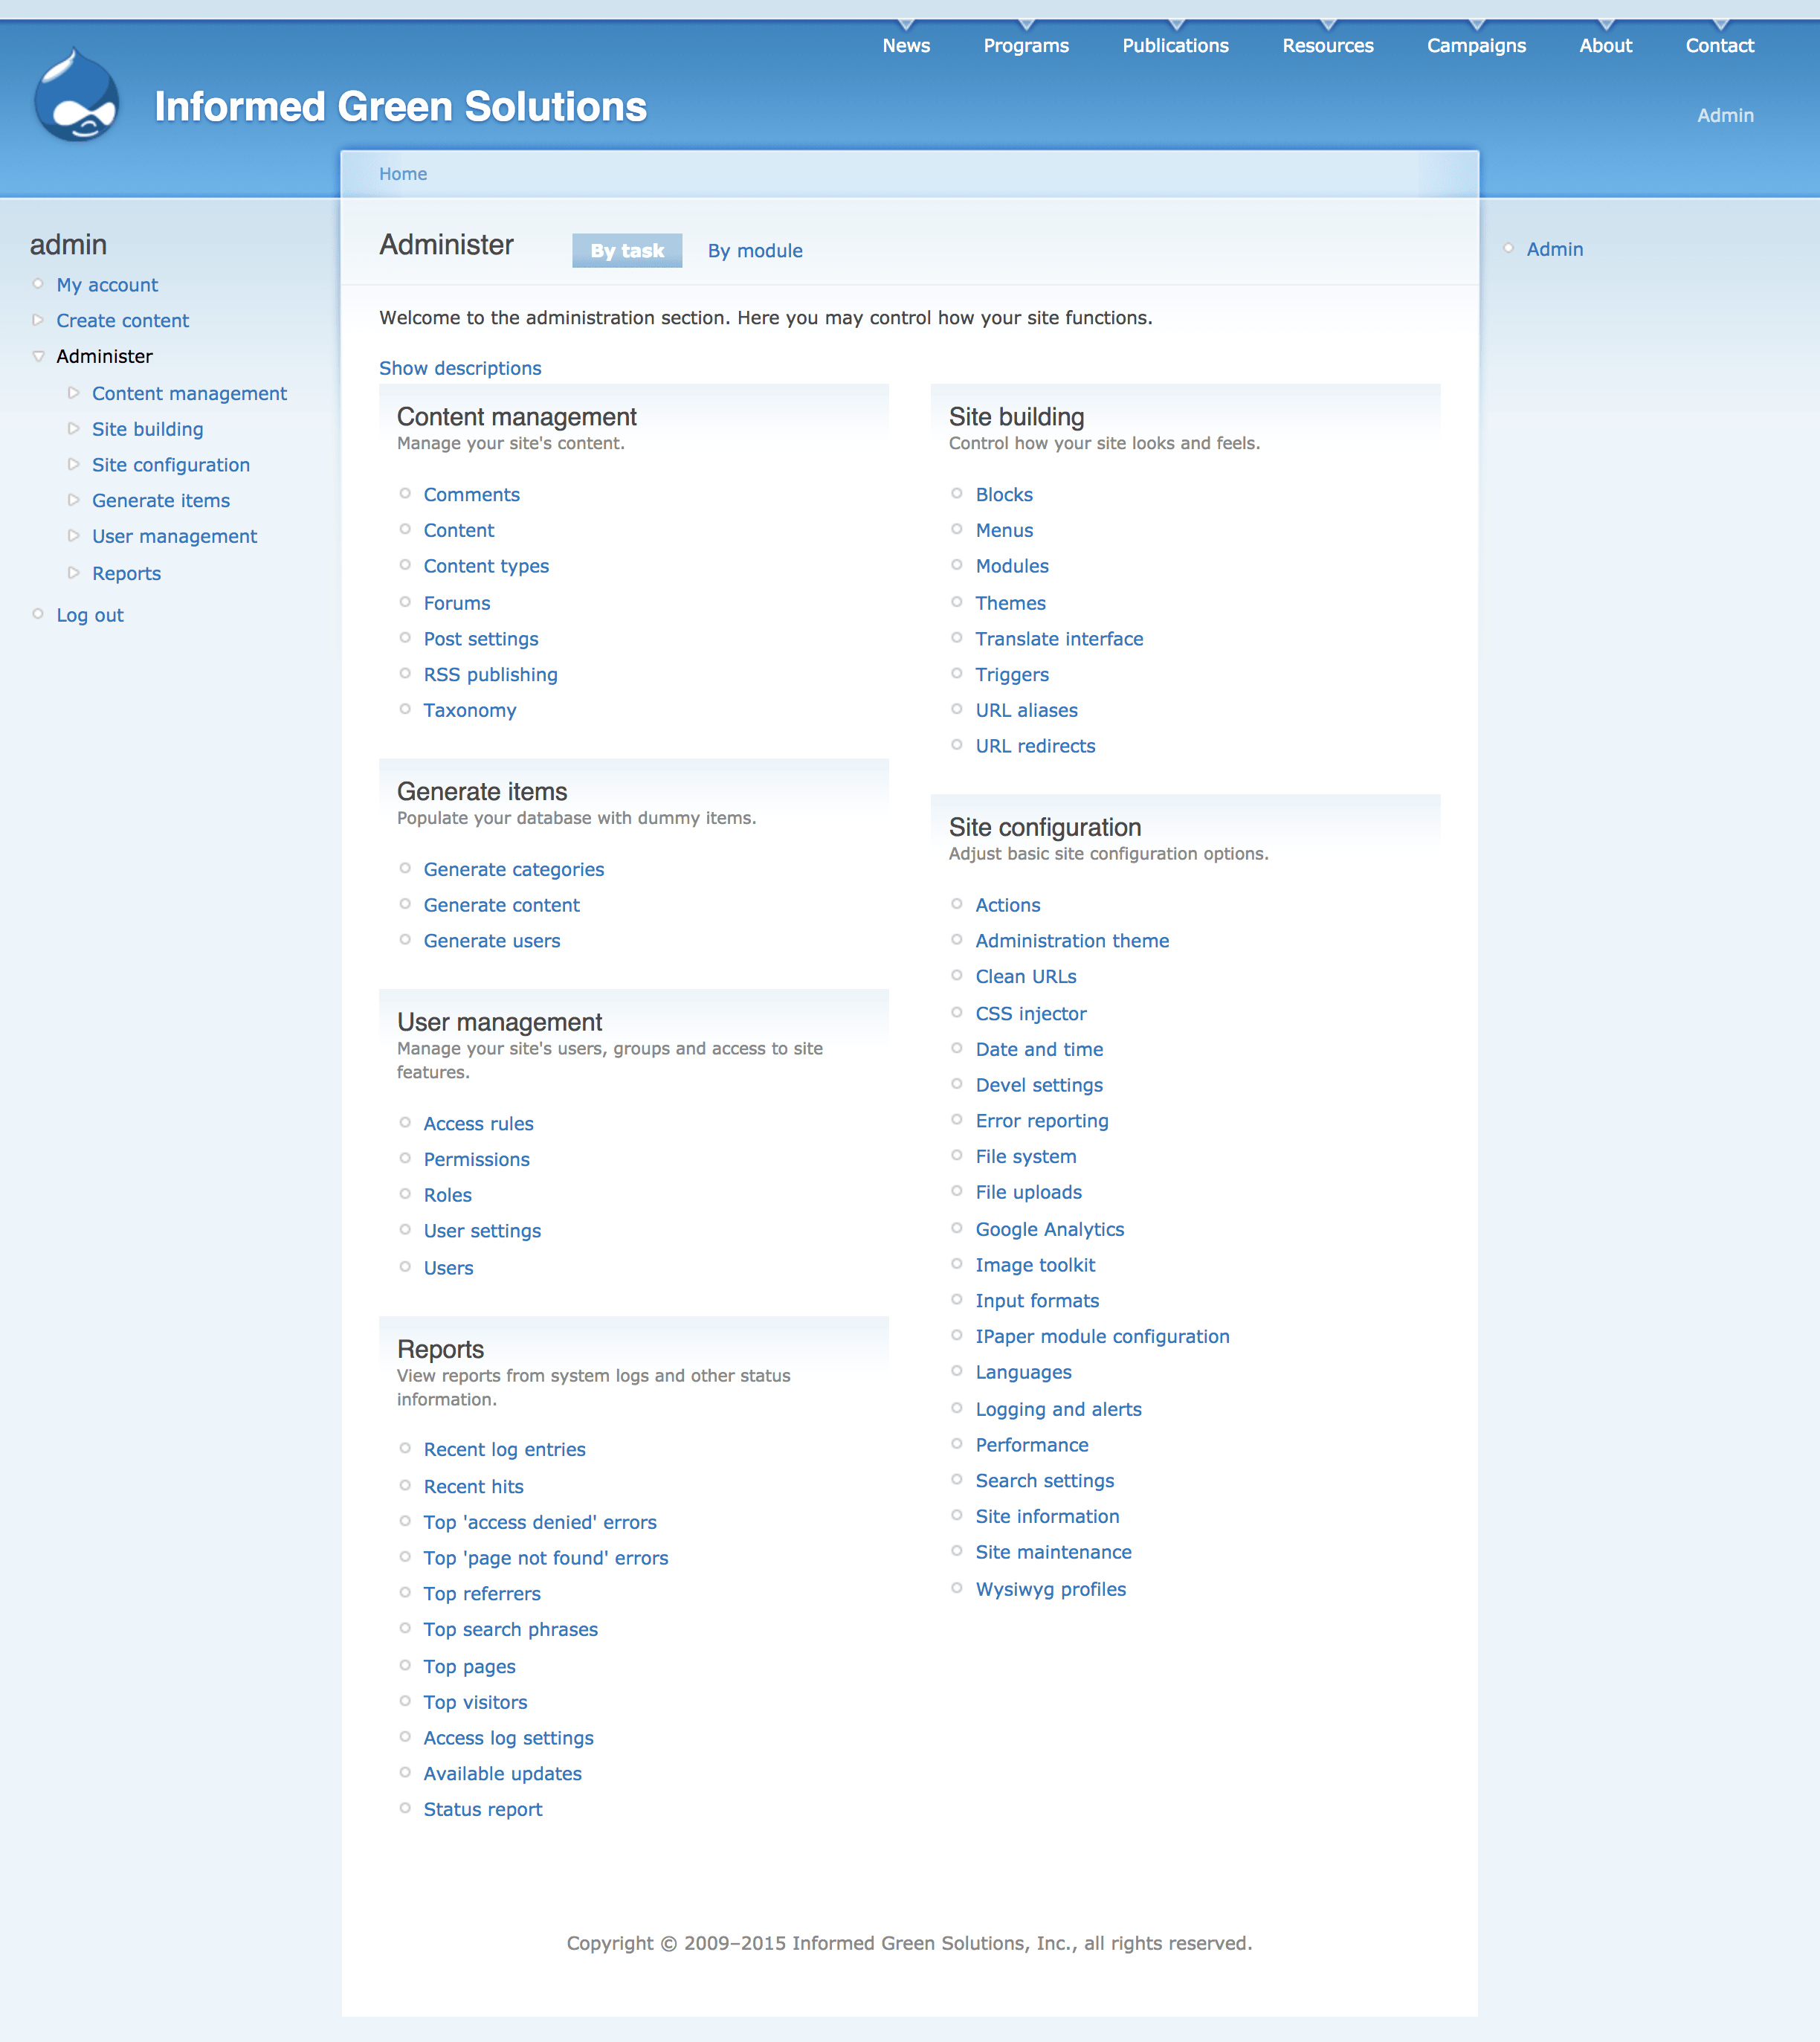 News
Programs
Publications
Resources
Campaigns
About
Contact
Informed Green Solutions
Admin
Home
admin
My account
Create content
Administer
Content management
Site building
Site configuration
Generate items
User management
Reports
Log out
Administer
By task
By module
Welcome to the administration section. Here you may control how your site functions.
Show descriptions
Content management
Manage your site's content.
Comments
Content
Content types
Forums
Post settings
RSS publishing
Taxonomy
Generate items
Populate your database with dummy items.
Generate categories
Generate content
Generate users
User management
Manage your site's users, groups and access to site
features.
Access rules
Permissions
Roles
User settings
Users
Reports
View reports from system logs and other status
information.
Recent log entries
Recent hits
Top 'access denied' errors
Top 'page not found' errors
Top referrers
Top search phrases
Top pages
Top visitors
Access log settings
Available updates
Status report
Site building
Control how your site looks and feels.
Blocks
Menus
Modules
Themes
Translate interface
Triggers
URL aliases
URL redirects
Site configuration
Adjust basic site configuration options.
Actions
Administration theme
Clean URLs
CSS injector
Date and time
Devel settings
Error reporting
File system
File uploads
Google Analytics
Image toolkit
Input formats
IPaper module configuration
Languages
Logging and alerts
Performance
Search settings
Site information
Site maintenance
Wysiwyg profiles
Admin
Copyright © 2009–2015 Informed Green Solutions, Inc., all rights reserved.